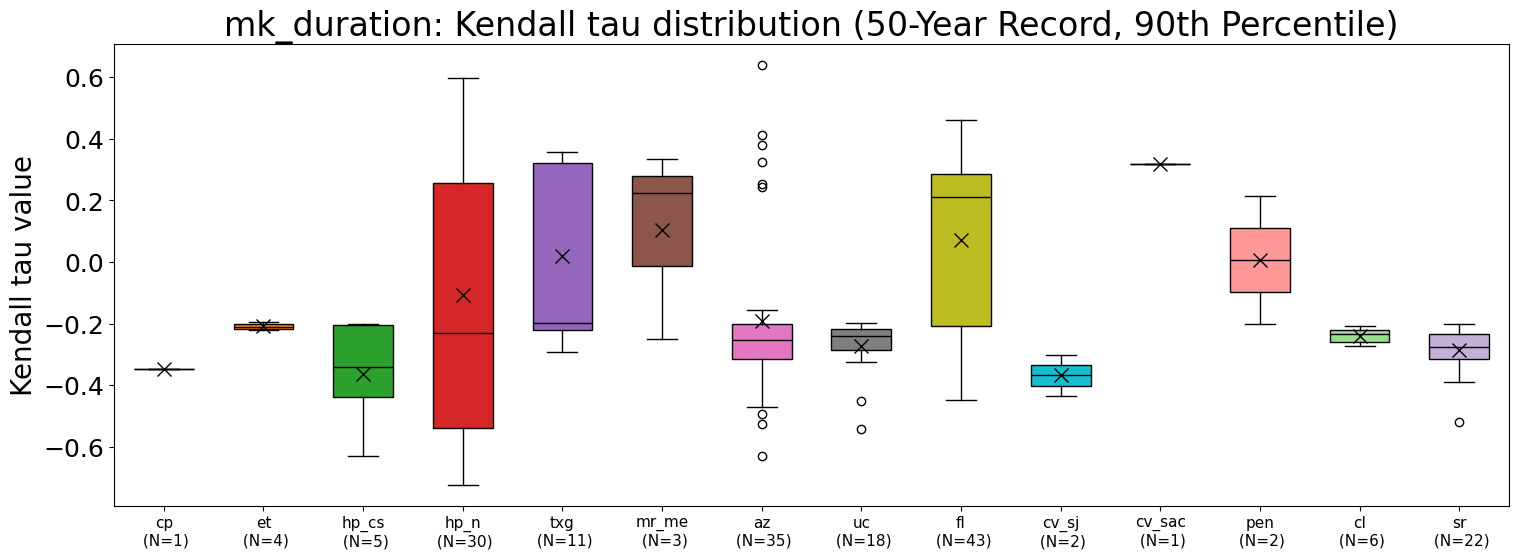 mk_duration: Kendall tau distribution (50-Year Record, 90th Percentile)
Kendall tau value
0.6
0.4
0.2
0.0
−0.2
−0.4
−0.6
cp et hp_cs hp_n txg mr_me az uc fl cv_sj cv_sac pen cl sr
(N=1) (N=4) (N=5) (N=30) (N=11) (N=3) (N=35) (N=18) (N=43) (N=2) (N=1) (N=2) (N=6) (N=22)